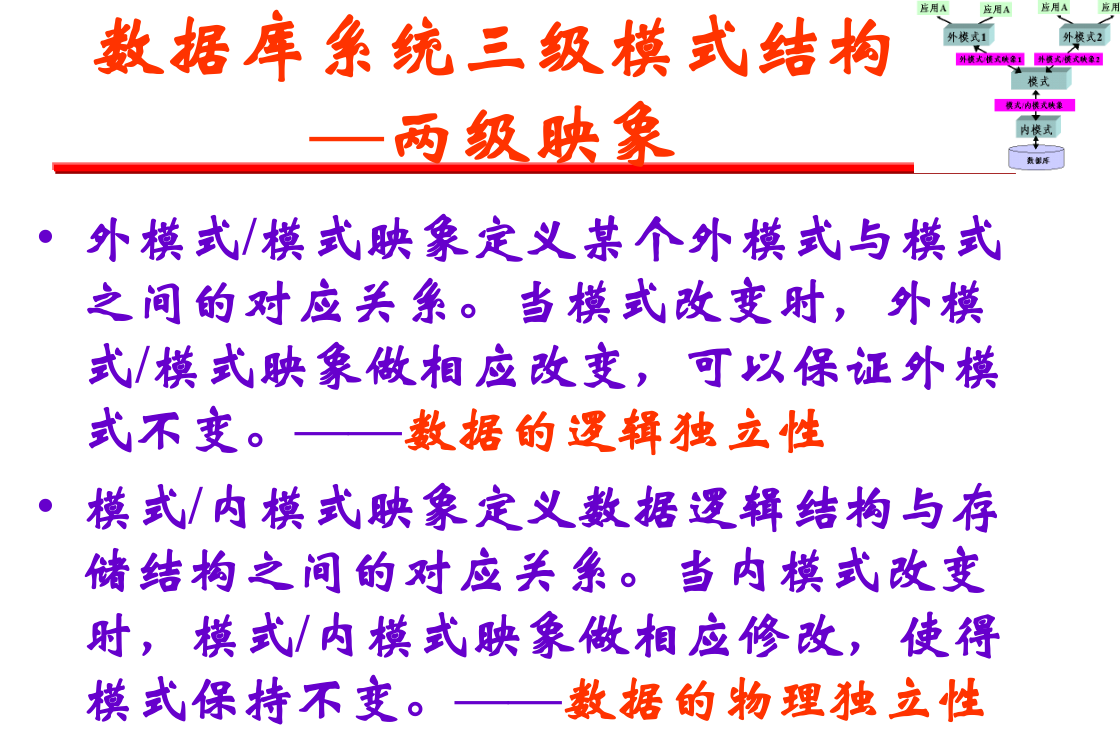 数据库系统三级模式结构
—两级映象
应用A 应用A 应用A 应用
外模式1 外模式2
外模式/模式映象1 外模式/模式映象2
模式
模式/内模式映象
内模式
数据库
• 外模式/模式映象定义某个外模式与模式
之间的对应关系。当模式改变时，外模
式/模式映象做相应改变，可以保证外模
式不变。——数据的逻辑独立性
• 模式/内模式映象定义数据逻辑结构与存
储结构之间的对应关系。当内模式改变
时，模式/内模式映象做相应修改，使得
模式保持不变。——数据的物理独立性